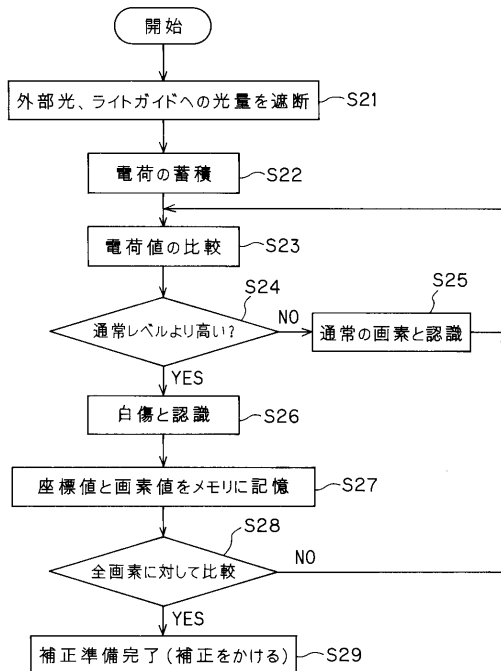 開始
外部光、ライトガイドへの光量を遮断
S21
電荷の蓄積
S22
電荷値の比較
S23
S24
通常レベルより高い?
NO
S25
通常の画素と認識
YES
白傷と認識
S26
座標値と画素値をメモリに記憶
S27
S28
全画素に対して比較
NO
YES
補正準備完了(補正をかける)
S29